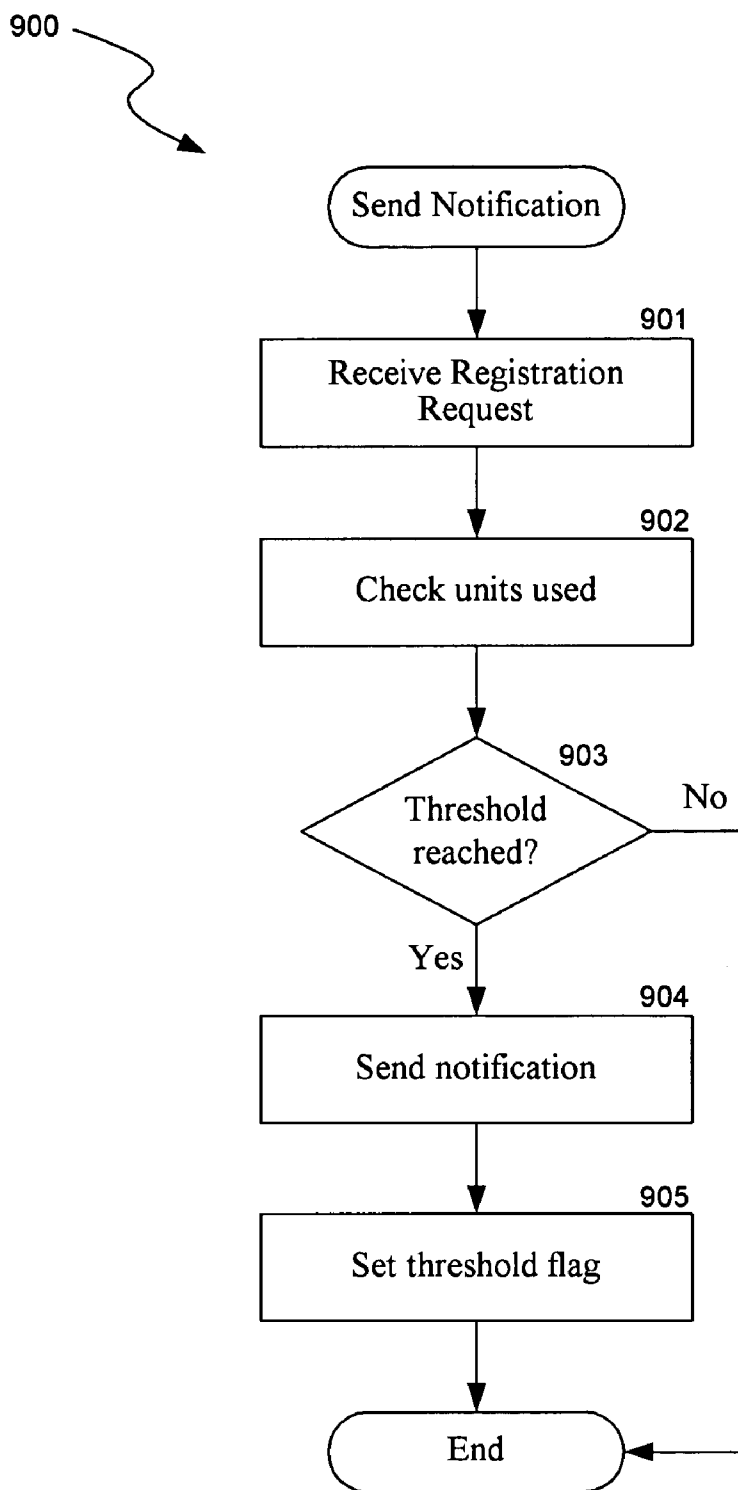 900
Send Notification
901
Receive Registration
Request
902
Check units used
903
Threshold
reached?
No
Yes
904
Send notification
905
Set threshold flag
End